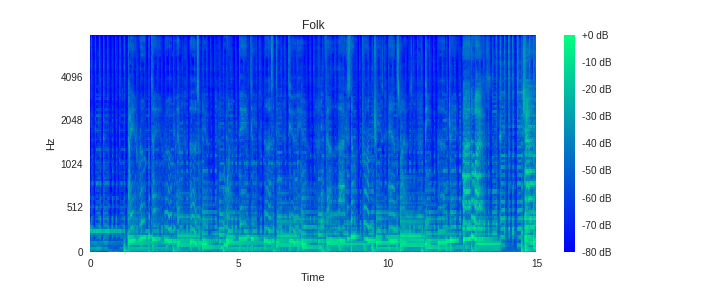 Folk
+0 dB
-10 dB
-20 dB
-30 dB
-40 dB
-50 dB
-60 dB
-70 dB
-80 dB
4096
2048
1024
512
0
Hz
0
5
10
15
Time